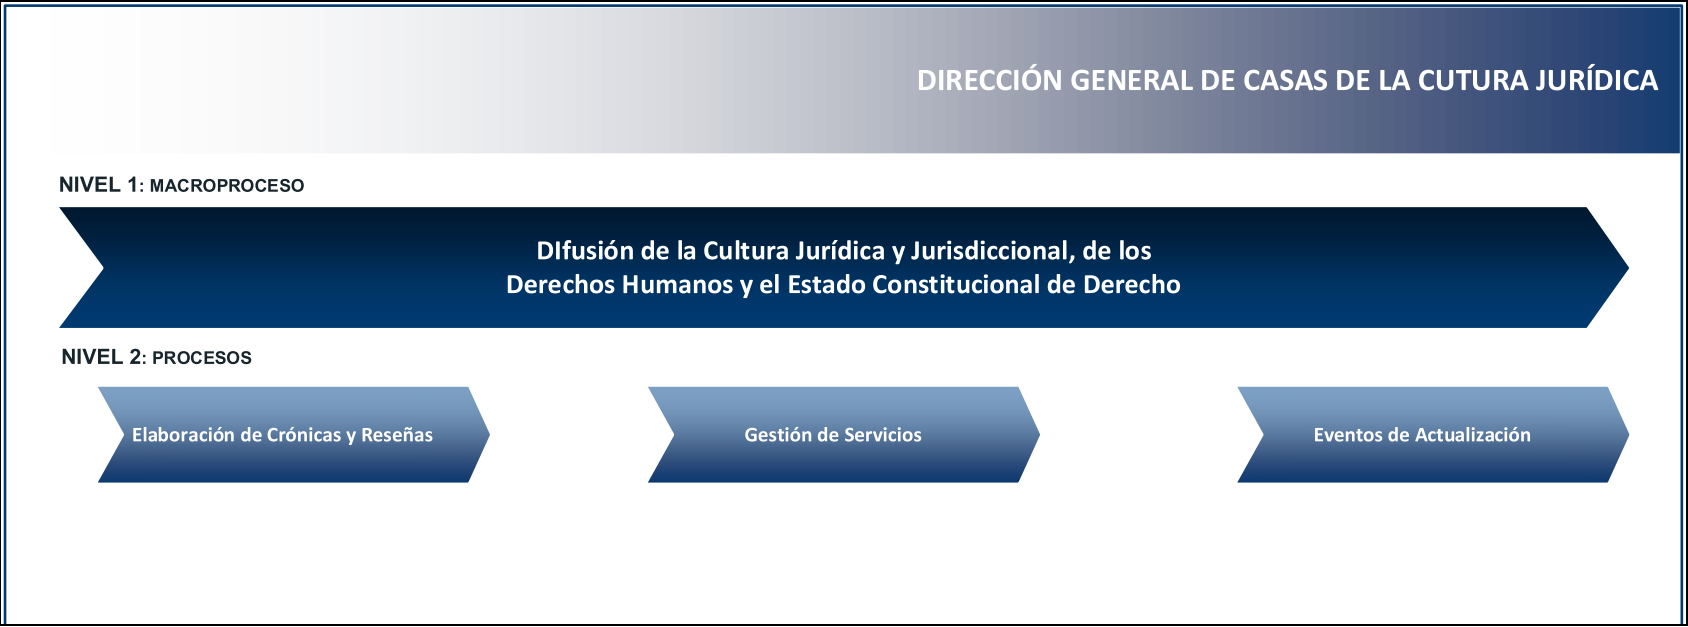 DIRECCIÓN GENERAL DE CASAS DE LA CUTURA JURÍDICA
NIVEL 1: MACROPROCESO
DIfusión de la Cultura Jurídica y Jurisdiccional, de los
Derechos Humanos y el Estado Constitucional de Derecho
NIVEL 2: PROCESOS
Elaboración de Crónicas y Reseñas
Gestión de Servicios
Eventos de Actualización